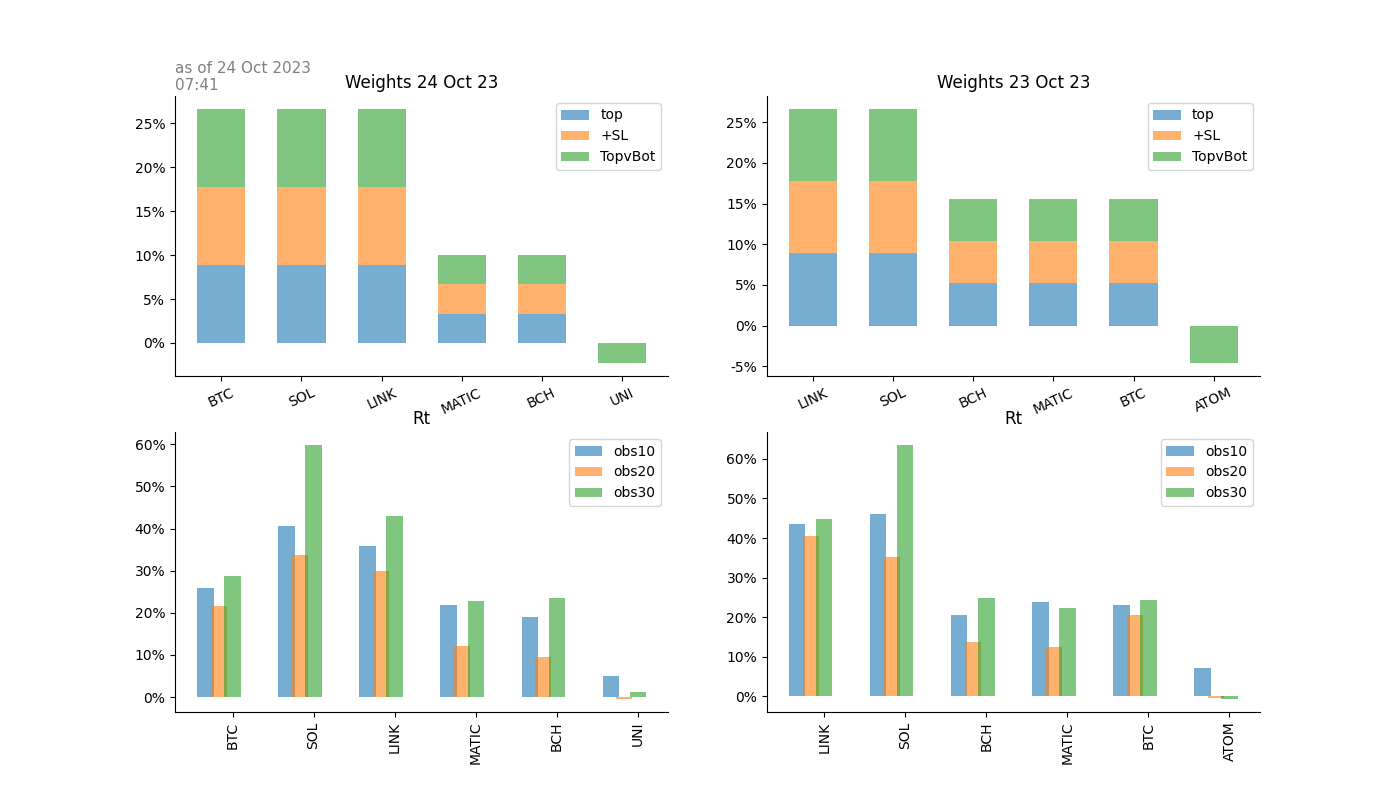 as of 24 Oct 2023
07:41
Weights 24 Oct 23
25%
20%
15%
10%
5%
0%
top
+SL
TopvBot
BTC
SOL
LINK
MATIC
BCH
UNI
Weights 23 Oct 23
25%
20%
15%
10%
5%
0%
-5%
top
+SL
TopvBot
LINK
SOL
BCH
MATIC
BTC
ATOM
Rt
60%
50%
40%
30%
20%
10%
0%
obs10
obs20
obs30
BTC
SOL
LINK
MATIC
BCH
UNI
Rt
60%
50%
40%
30%
20%
10%
0%
obs10
obs20
obs30
LINK
SOL
BCH
MATIC
BTC
ATOM